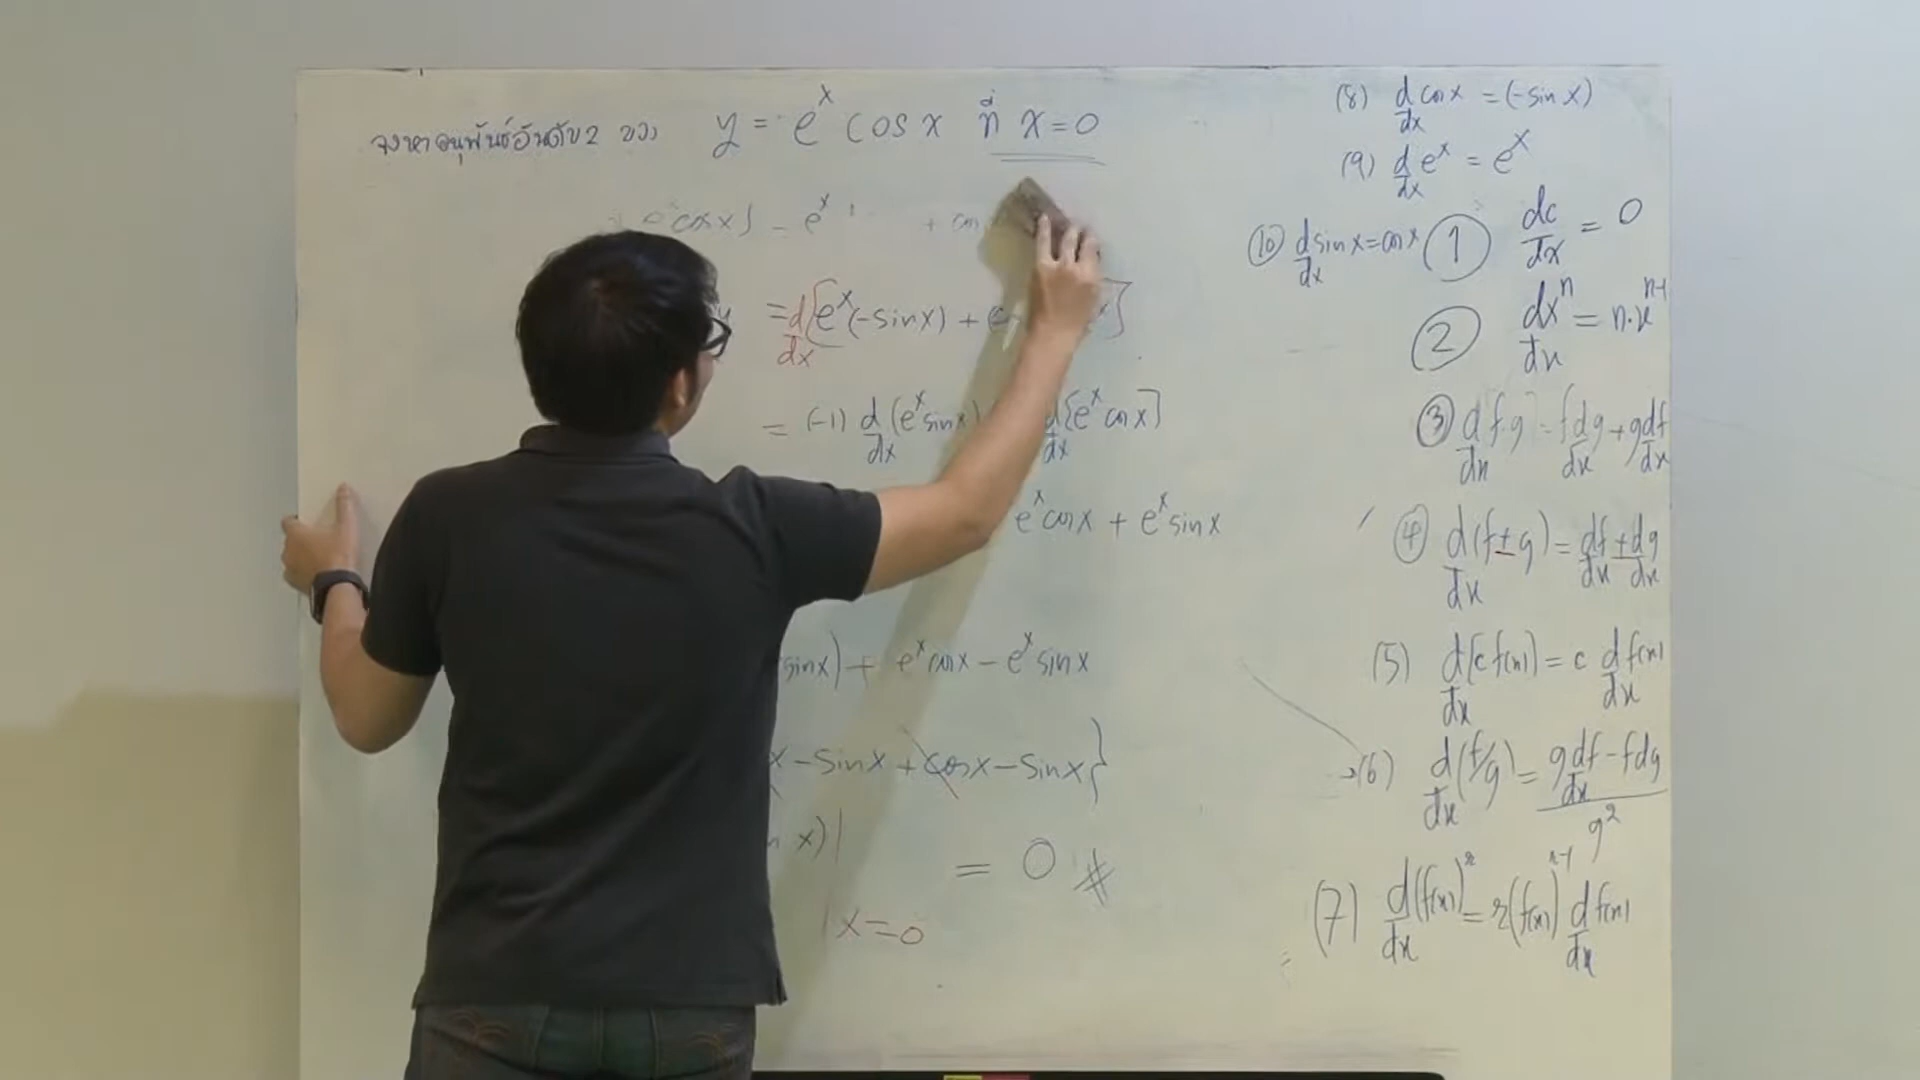 จงหาอนุพันธ์อันดับ 2 ของ y = e^x cos x ที่ x = 0
cos x] = e^x + cos
= d/dx [e^x (-sin x) +
= (-1) d/dx (e^x sin x) d/dx [e^x cos x]
e^x cos x + e^x sin x
sin x) + e^x cos x - e^x sin x
x - sin x + cos x - sin x}
x)|
= 0 #
x = 0
(8) d/dx cos x = (-sin x)
(9) d/dx e^x = e^x
(10) d/dx sin x = cos x
① dc/dx = 0
② dx^n/dx = n·x^{n-1}
③ d/dx f·g = f dg/dx + g df/dx
④ d/dx (f ± g) = df/dx ± dg/dx
(5) d/dx [c f(x)] = c d/dx f(x)
(6) d/dx (f/g) = (g df/dx - f dg)/g^2
(7) d/dx (f(x))^r = r (f(x))^{r-1} d/dx f(x)